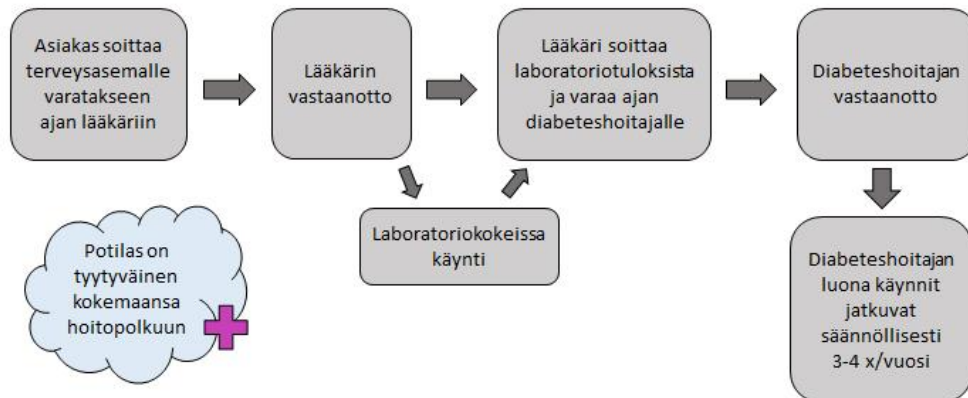 Asiakas soittaa
terveysasemalle
varatakseen
ajan lääkäriin
Lääkärin
vastaanotto
Lääkäri soittaa
laboratoriotuloksista
ja varaa ajan
diabeteshoitajalle
Diabeteshoitajan
vastaanotto
Laboratoriokokeissa
käynti
Potilas on
tyytyväinen
kokemaansa
hoitopolkuun
Diabeteshoitajan
luona käynnit
jatkuvat
säännöllisesti
3-4 x/vuosi